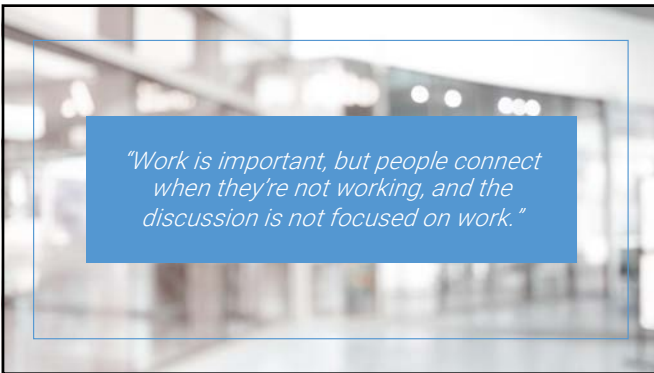 “Work is important, but people connect
when they’re not working, and the
discussion is not focused on work.”